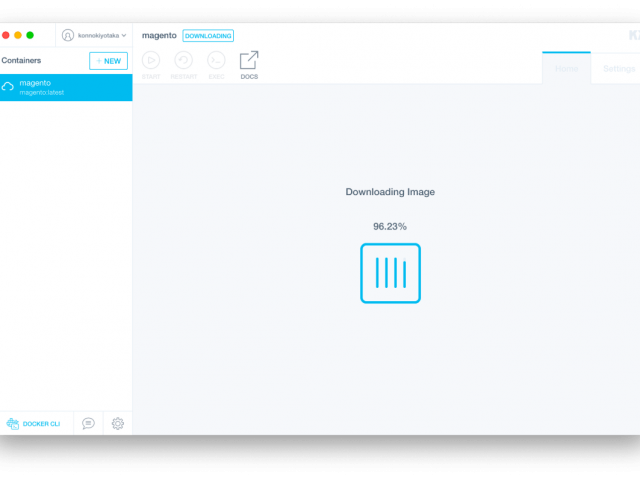 konnokiyotaka
magento DOWNLOADING
Containers
+ NEW
START
RESTART
EXEC
DOCS
Home
Settings
magento
magento:latest
Downloading Image
96.23%
DOCKER CLI